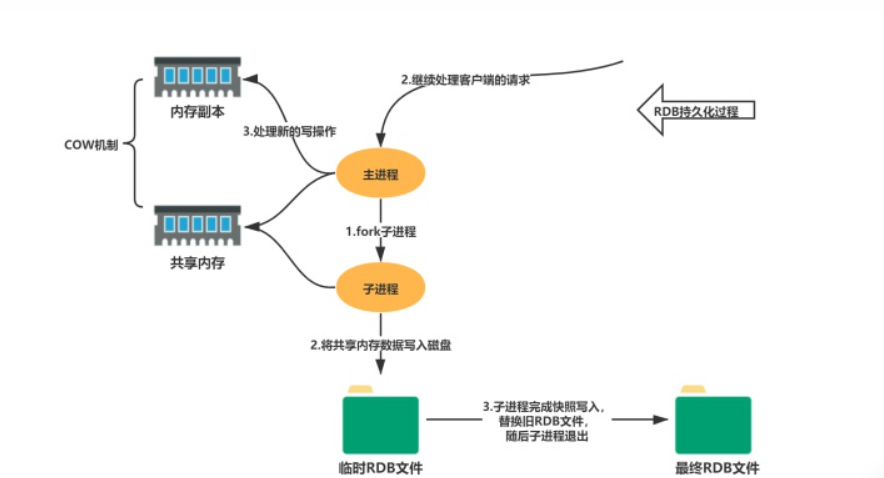 2.继续处理客户端的请求
RDB持久化过程
内存副本
3.处理新的写操作
COW机制
主进程
1.fork子进程
共享内存
子进程
2.将共享内存数据写入磁盘
3.子进程完成快照写入，
替换旧RDB文件，
随后子进程退出
临时RDB文件
最终RDB文件